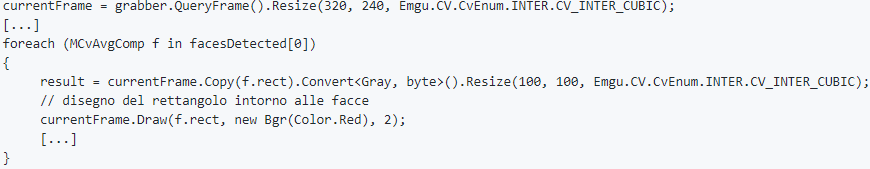 currentFrame = grabber.QueryFrame().Resize(320, 240, Emgu.CV.CvEnum.INTER.CV_INTER_CUBIC);
[...]
foreach (MCvAvgComp f in facesDetected[0])
{
     result = currentFrame.Copy(f.rect).Convert<Gray, byte>().Resize(100, 100, Emgu.CV.CvEnum.INTER.CV_INTER_CUBIC);
     // disegno del rettangolo intorno alle facce
     currentFrame.Draw(f.rect, new Bgr(Color.Red), 2);
     [...]
}